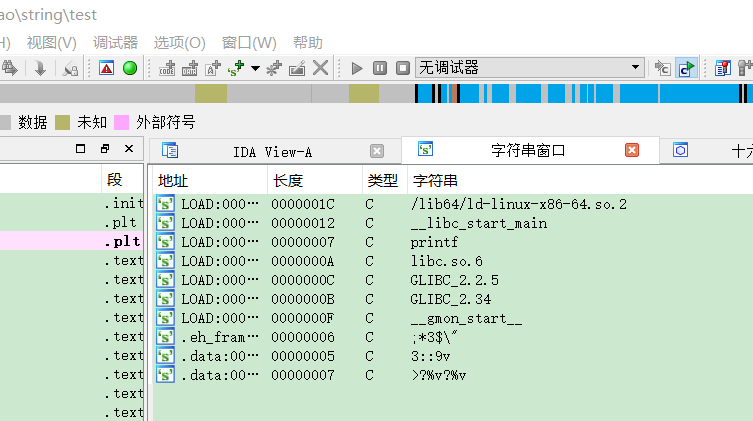 ao\string\test
H) 视图(V) 调试器 选项(O) 窗口(W) 帮助
无调试器
数据 未知 外部符号
IDA View-A 字符串窗口 十六
段 地址 长度 类型 字符串
.init LOAD:000… 0000001C C /lib64/ld-linux-x86-64.so.2
.plt LOAD:000… 00000012 C __libc_start_main
.plt LOAD:000… 00000007 C printf
.text LOAD:000… 0000000A C libc.so.6
.text LOAD:000… 0000000C C GLIBC_2.2.5
.text LOAD:000… 0000000B C GLIBC_2.34
.text LOAD:000… 0000000F C __gmon_start__
.text .eh_fram… 00000006 C ;*3$\"
.text .data:00… 00000005 C 3::9v
.text .data:00… 00000007 C >?%v?%v
.text
.text